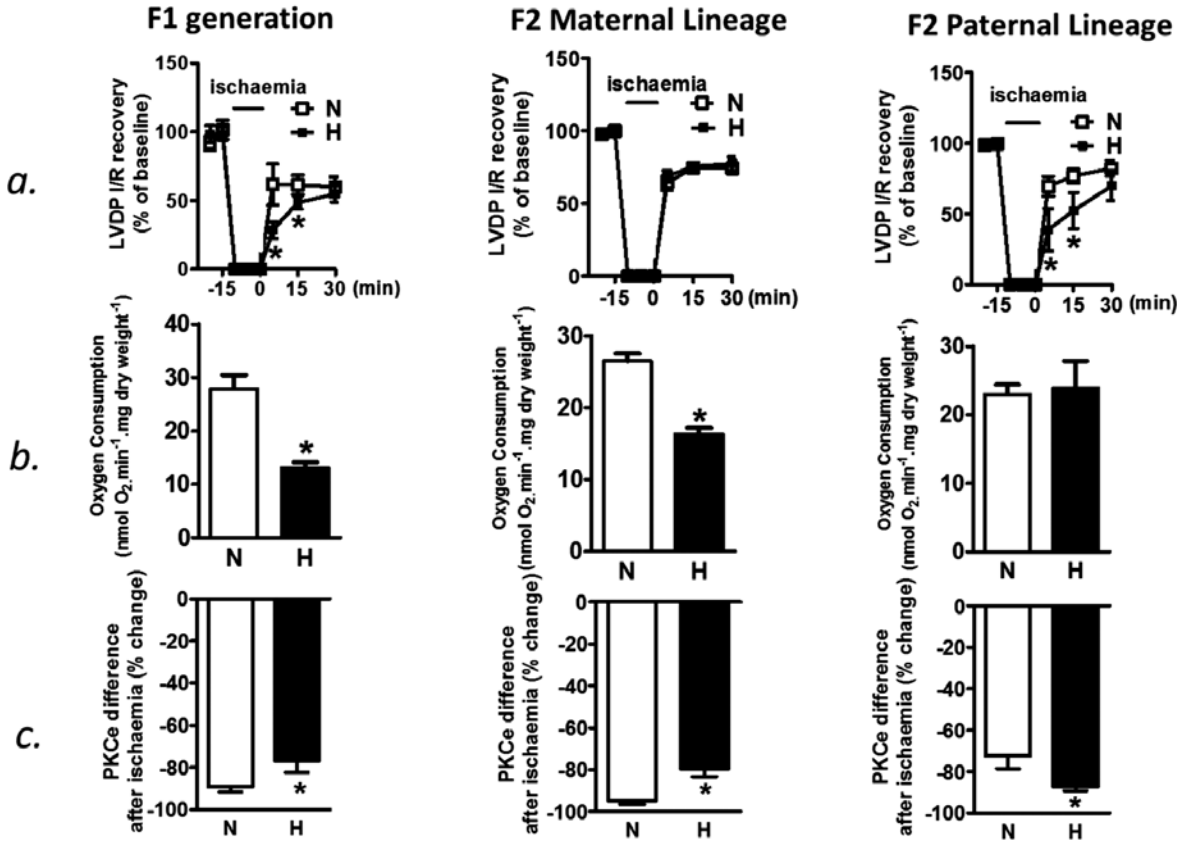 F1 generation
F2 Maternal Lineage
F2 Paternal Lineage
a.
LVDP I/R recovery
(% of baseline)
150
100
50
0
ischaemia
N
H
*
*
-15 0 15 30 (min)
LVDP I/R recovery
(% of baseline)
150
100
50
0
ischaemia
N
H
-15 0 15 30 (min)
LVDP I/R recovery
(% of baseline)
150
100
50
0
ischaemia
N
H
*
*
-15 0 15 30 (min)
b.
Oxygen Consumption
(nmol O2.min-1.mg dry weight-1)
40
30
20
10
0
*
N H
Oxygen Consumption
(nmol O2.min-1.mg dry weight-1)
30
20
10
0
*
N H
Oxygen Consumption
(nmol O2.min-1.mg dry weight-1)
30
20
10
0
N H
c.
PKCe difference
after ischaemia (% change)
0
-20
-40
-60
-80
-100
*
N H
PKCe difference
after ischaemia (% change)
0
-20
-40
-60
-80
-100
*
N H
PKCe difference
after ischaemia (% change)
0
-20
-40
-60
-80
-100
*
N H